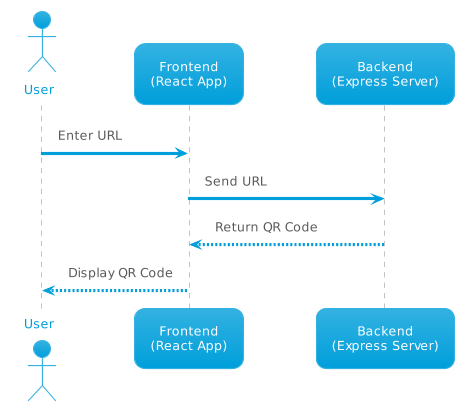 User
Frontend
(React App)
Backend
(Express Server)
Enter URL
Send URL
Return QR Code
Display QR Code
User
Frontend
(React App)
Backend
(Express Server)